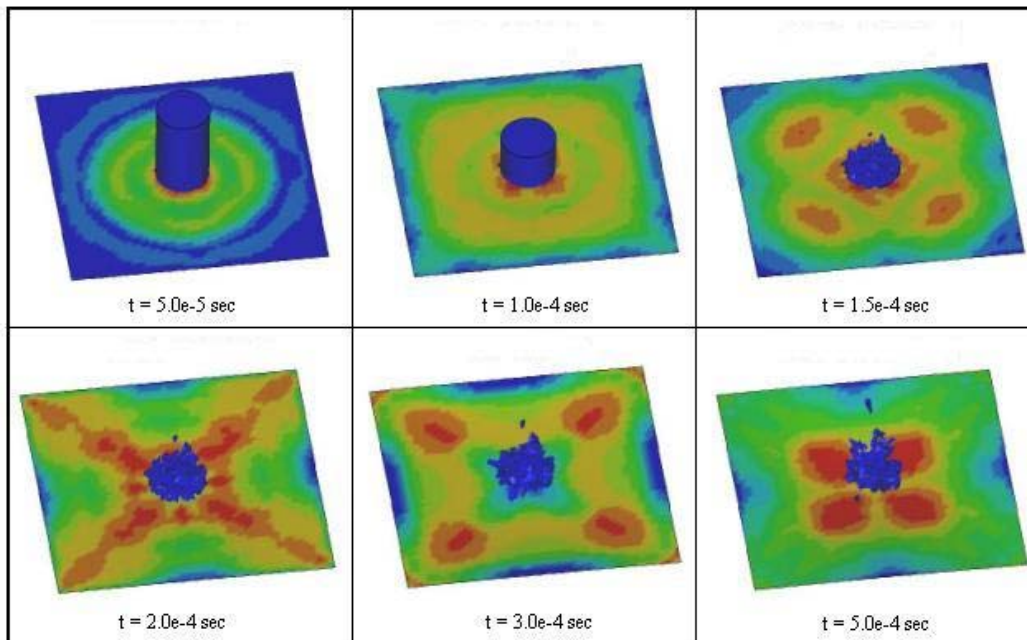 t = 5.0e-5 sec
t = 1.0e-4 sec
t = 1.5e-4 sec
t = 2.0e-4 sec
t = 3.0e-4 sec
t = 5.0e-4 sec